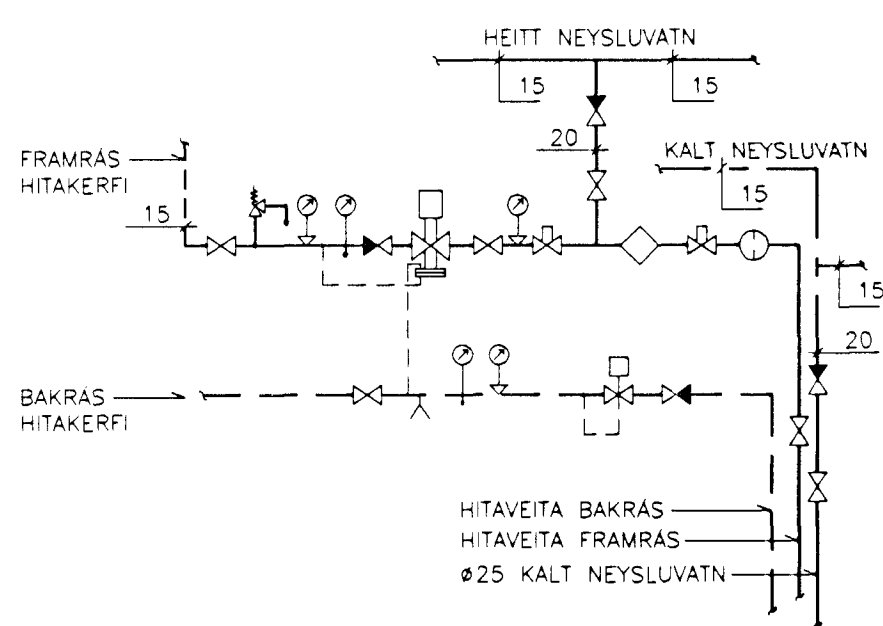 HEITT NEYSLUVATN
15
15
20
FRAMRÁS
HITAKERFI
15
KALT NEYSLUVATN
15
15
20
BAKRÁS
HITAKERFI
HITAVEITA BAKRÁS
HITAVEITA FRAMRÁS
ø25 KALT NEYSLUVATN